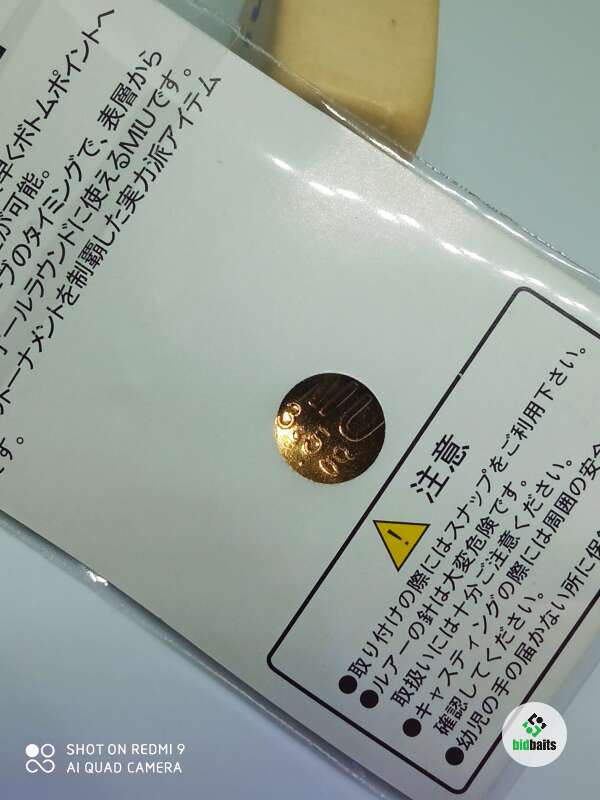 早くボトムポイントへ
が可能。
ブのタイミングで、表層から
オールラウンドに使えるMIUです。
トーナメントを制覇した実力派アイテム
です。
MIU
3.5
注意
●取り付けの際にはスナップをご利用下さい。
●ルアーの針は大変危険です。
取扱いには十分ご注意ください。
●キャスティングの際には周囲の安全
確認してください。
●幼児の手の届かない所に保
bidbaits
SHOT ON REDMI 9
AI QUAD CAMERA